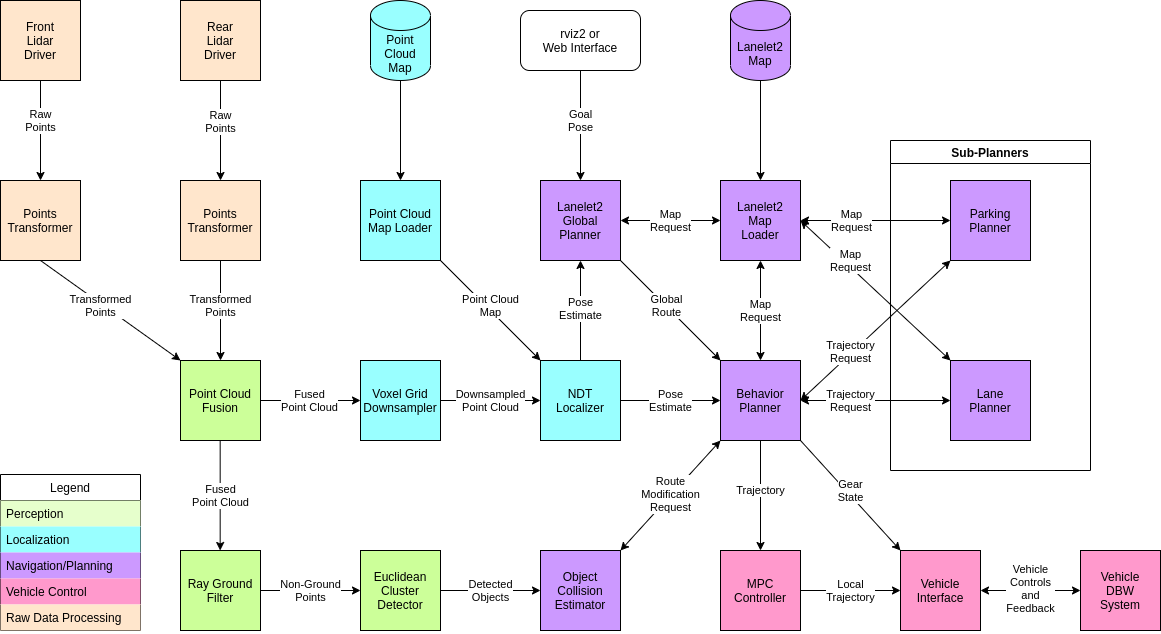 Front
Lidar
Driver
Rear
Lidar
Driver
Point
Cloud
Map
rviz2 or
Web Interface
Lanelet2
Map
Raw
Points
Raw
Points
Goal
Pose
Sub-Planners
Points
Transformer
Points
Transformer
Point Cloud
Map Loader
Lanelet2
Global
Planner
Map
Request
Lanelet2
Map
Loader
Map
Request
Parking
Planner
Map
Request
Transformed
Points
Transformed
Points
Point Cloud
Map
Pose
Estimate
Global
Route
Map
Request
Trajectory
Request
Point Cloud
Fusion
Fused
Point Cloud
Voxel Grid
Downsampler
Downsampled
Point Cloud
NDT
Localizer
Pose
Estimate
Behavior
Planner
Trajectory
Request
Lane
Planner
Fused
Point Cloud
Route
Modification
Request
Trajectory
Gear
State
Legend
Perception
Localization
Navigation/Planning
Vehicle Control
Raw Data Processing
Ray Ground
Filter
Non-Ground
Points
Euclidean
Cluster
Detector
Detected
Objects
Object
Collision
Estimator
MPC
Controller
Local
Trajectory
Vehicle
Interface
Vehicle
Controls
and
Feedback
Vehicle
DBW
System